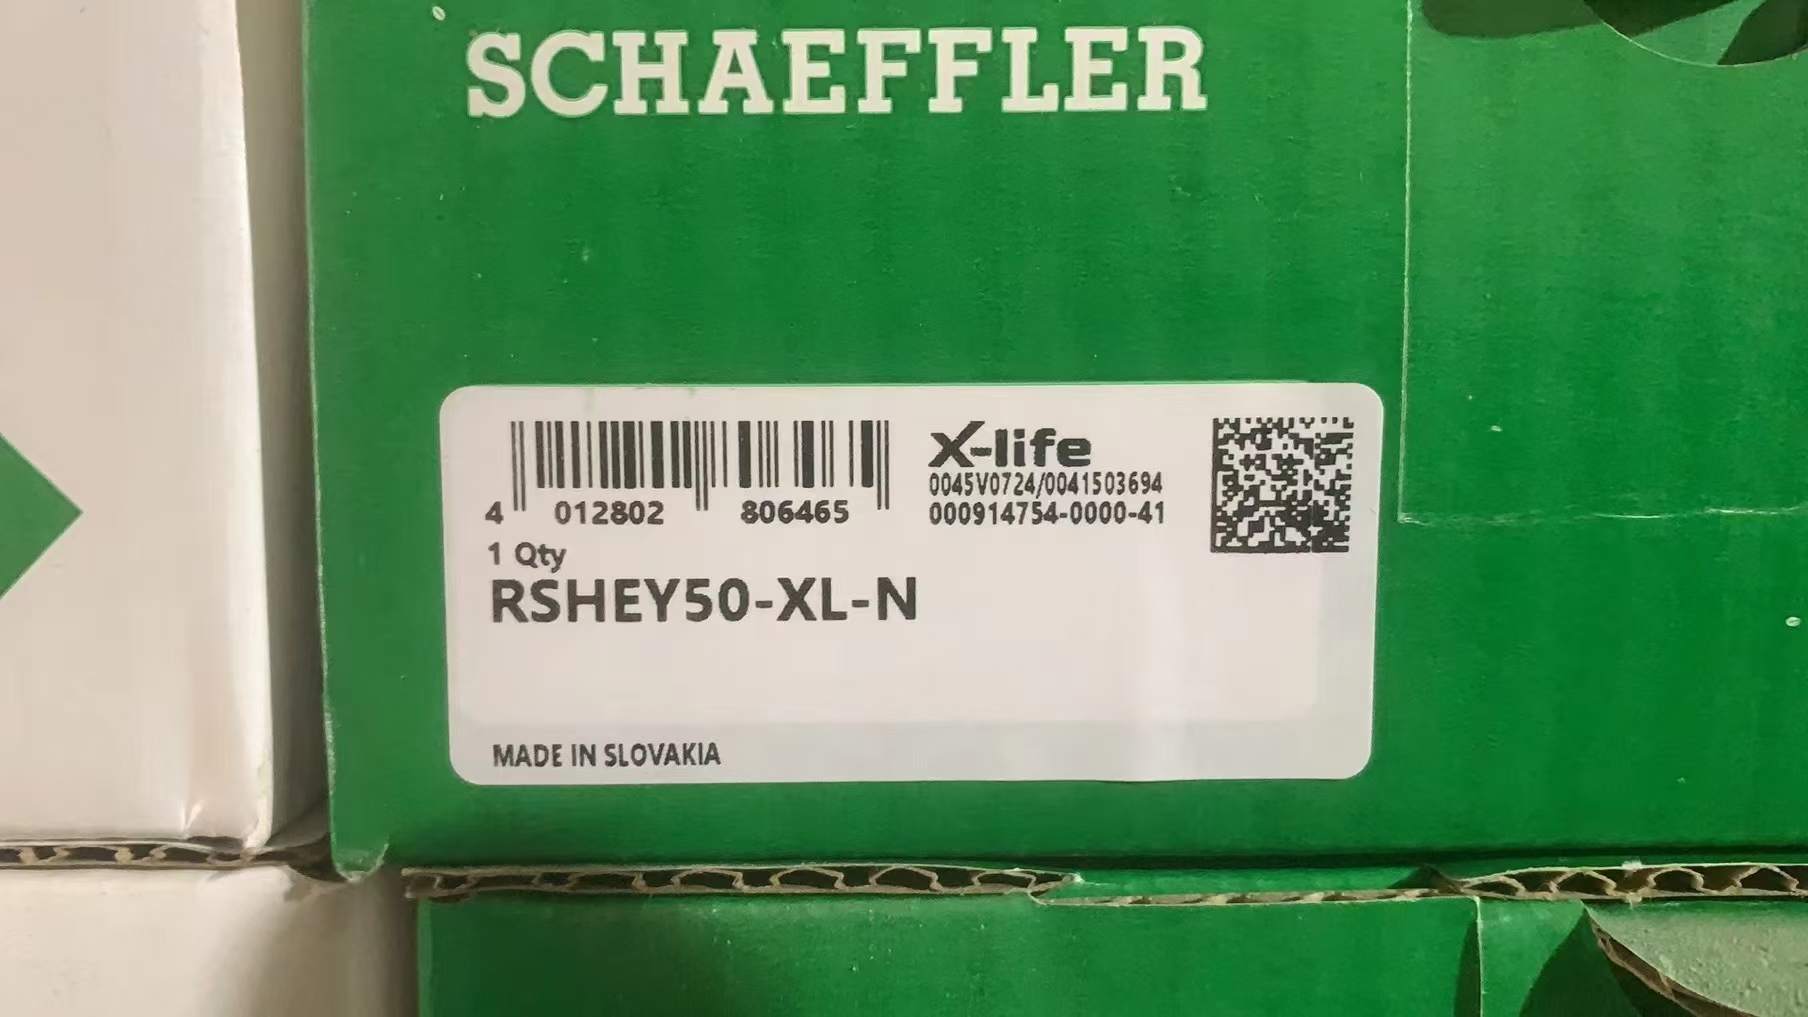 SCHAEFFLER
X-life
0045V0724/0041503694
4 012802 806465
000914754-0000-41
1 Qty
RSHEY50-XL-N
MADE IN SLOVAKIA